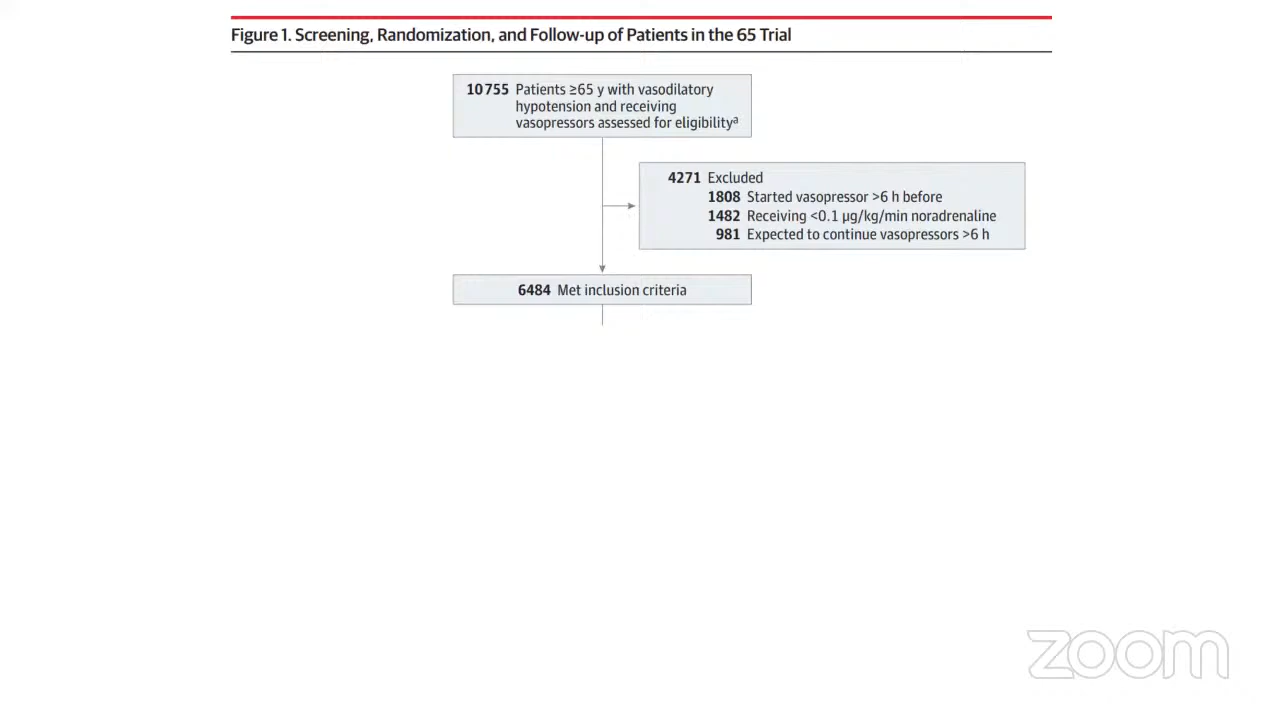 Figure 1. Screening, Randomization, and Follow-up of Patients in the 65 Trial
10 755 Patients ≥65 y with vasodilatory
hypotension and receiving
vasopressors assessed for eligibilityᵃ
4271 Excluded
1808 Started vasopressor >6 h before
1482 Receiving <0.1 μg/kg/min noradrenaline
981 Expected to continue vasopressors >6 h
6484 Met inclusion criteria
zoom